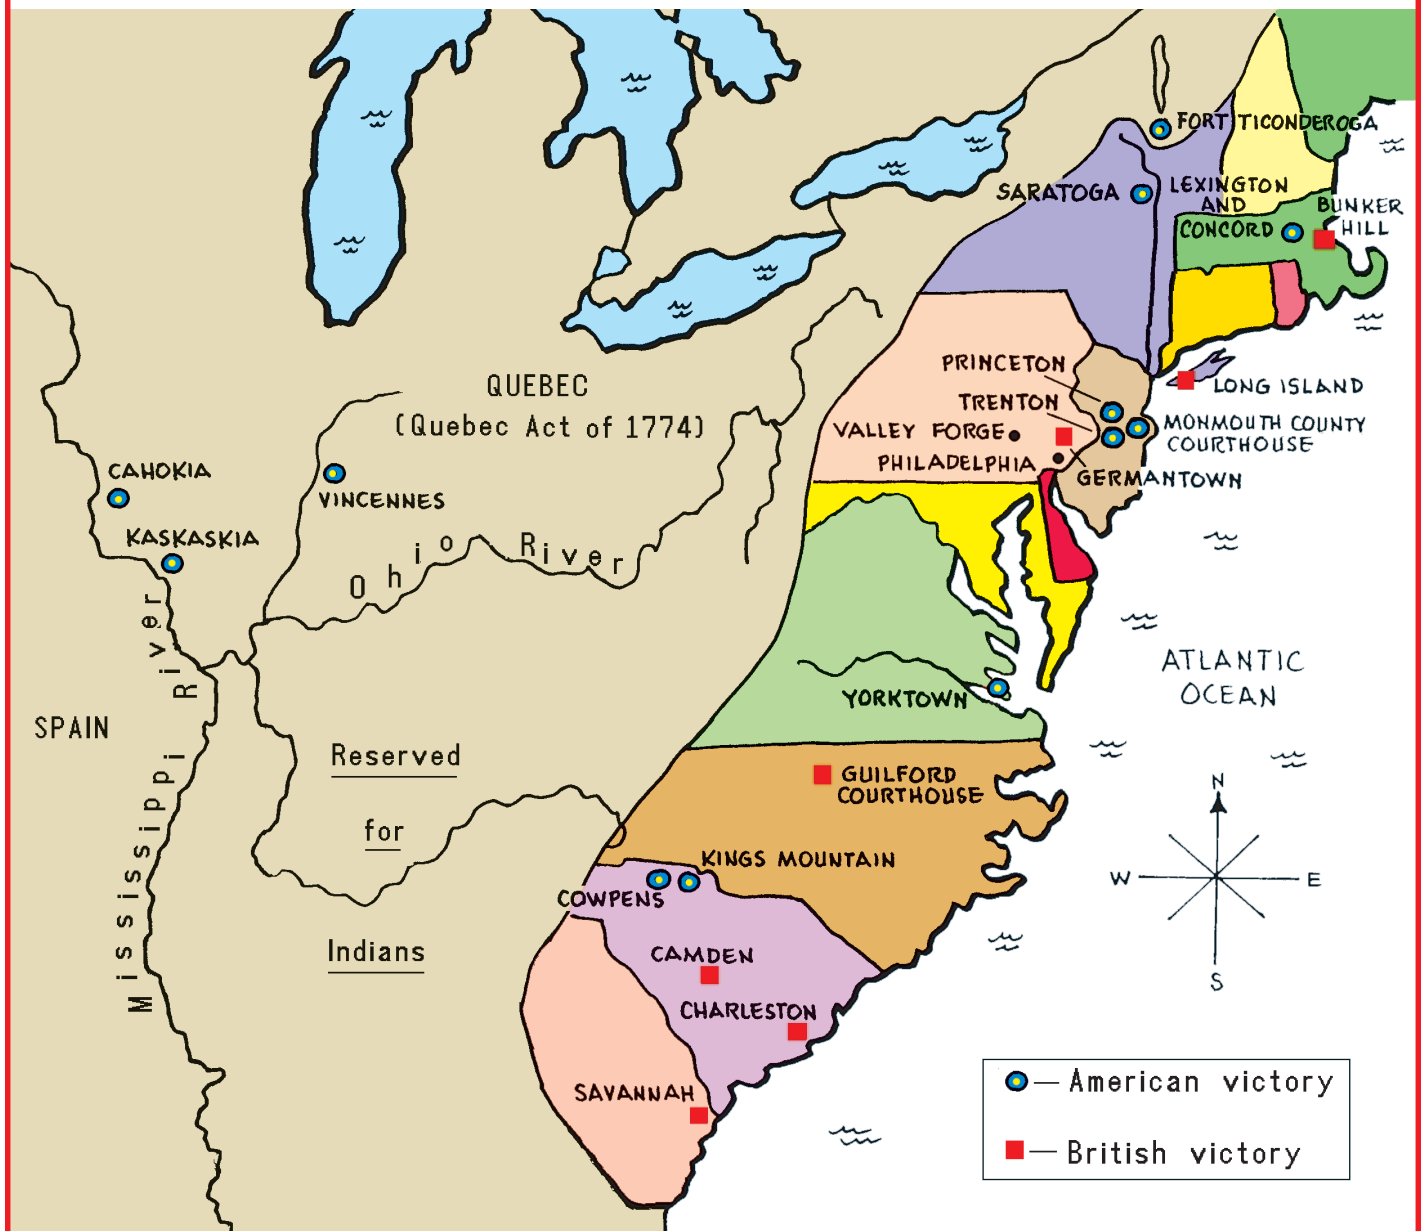 FORT TICONDEROGA
SARATOGA
LEXINGTON
AND
CONCORD
BUNKER
HILL
PRINCETON
TRENTON
LONG ISLAND
VALLEY FORGE
MONMOUTH COUNTY
COURTHOUSE
PHILADELPHIA
GERMANTOWN
QUEBEC
(Quebec Act of 1774)
CAHOKIA
VINCENNES
KASKASKIA
Ohio River
Mississippi River
SPAIN
Reserved
for
Indians
ATLANTIC
OCEAN
YORKTOWN
GUILFORD
COURTHOUSE
KINGS MOUNTAIN
COWPENS
CAMDEN
CHARLESTON
SAVANNAH
N
W
E
S
American victory
British victory